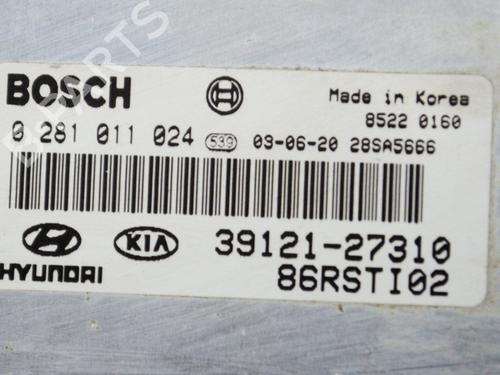 BOSCH
Made in Korea
8522 0160
0 281 011 024 539 03-06-20 28SA5666
HYUNDAI KIA 39121-27310
86RSTI02